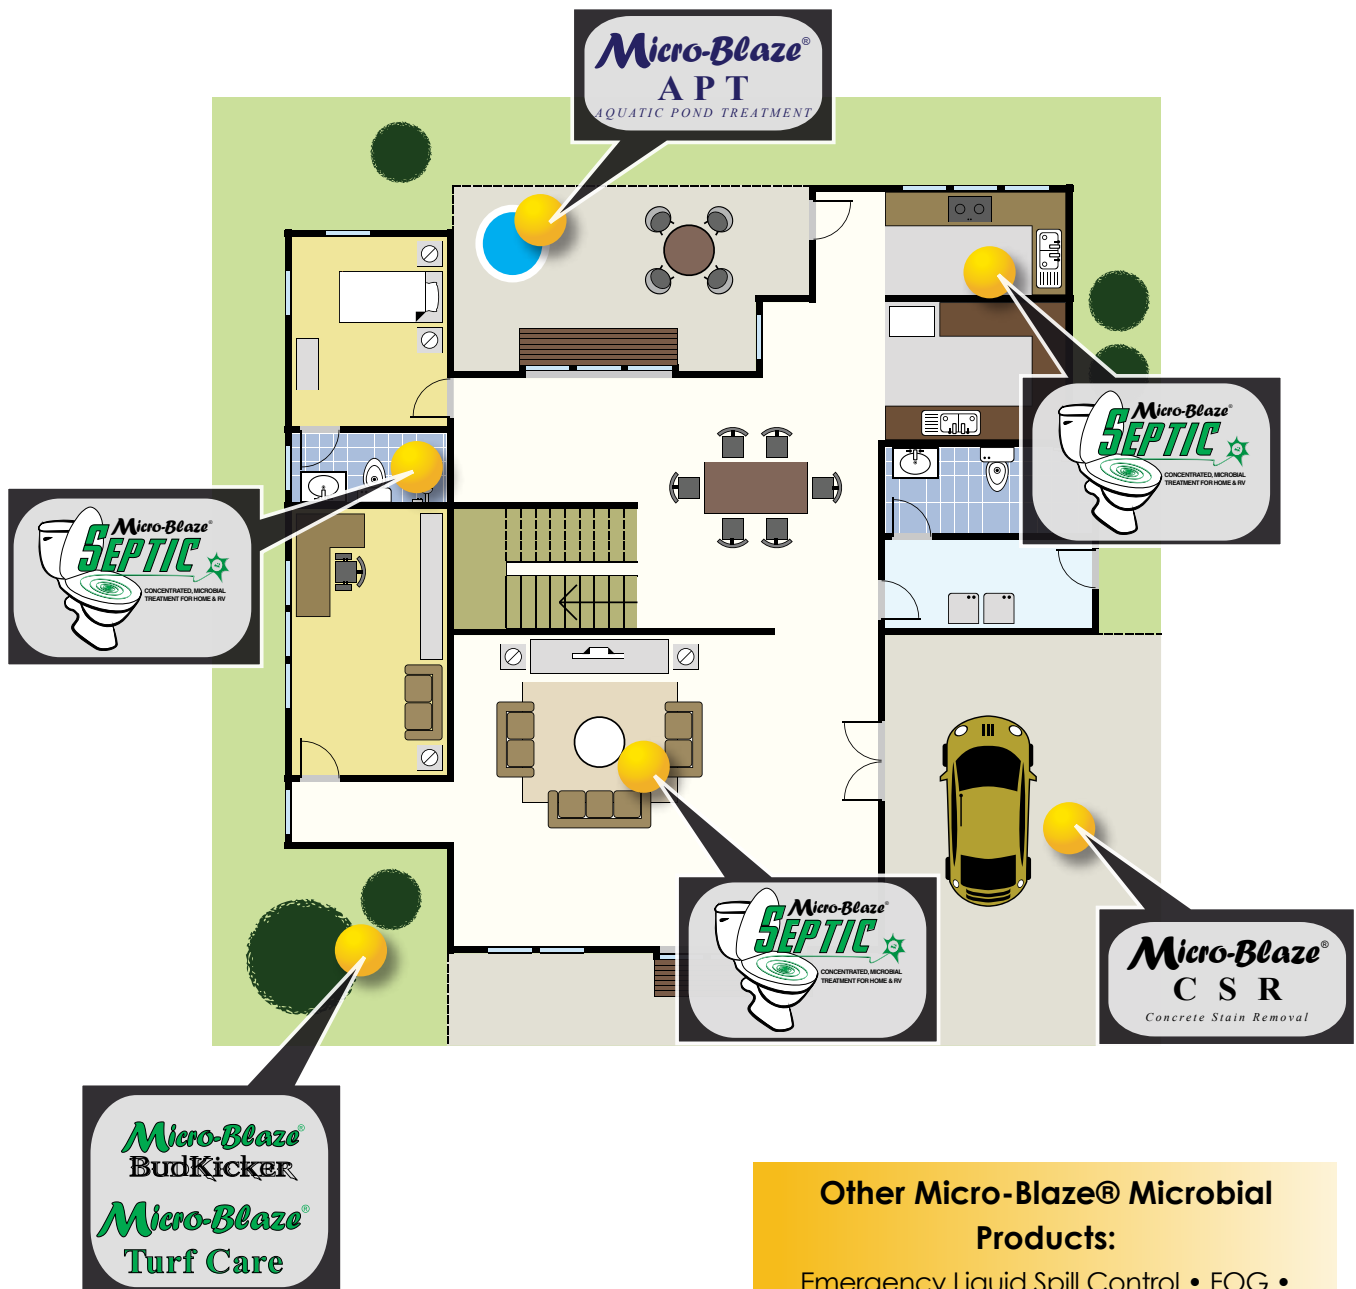 Micro-Blaze®
APT
AQUATIC POND TREATMENT
Micro-Blaze®
SEPTIC
CONCENTRATED, MICROBIAL
TREATMENT FOR HOME & RV
Micro-Blaze®
SEPTIC
CONCENTRATED, MICROBIAL
TREATMENT FOR HOME & RV
Micro-Blaze®
SEPTIC
CONCENTRATED, MICROBIAL
TREATMENT FOR HOME & RV
Micro-Blaze®
CSR
Concrete Stain Removal
Micro-Blaze®
BudKicker
Micro-Blaze®
Turf Care
Other Micro-Blaze® Microbial
Products:
Emergency Liquid Spill Control • FOG •